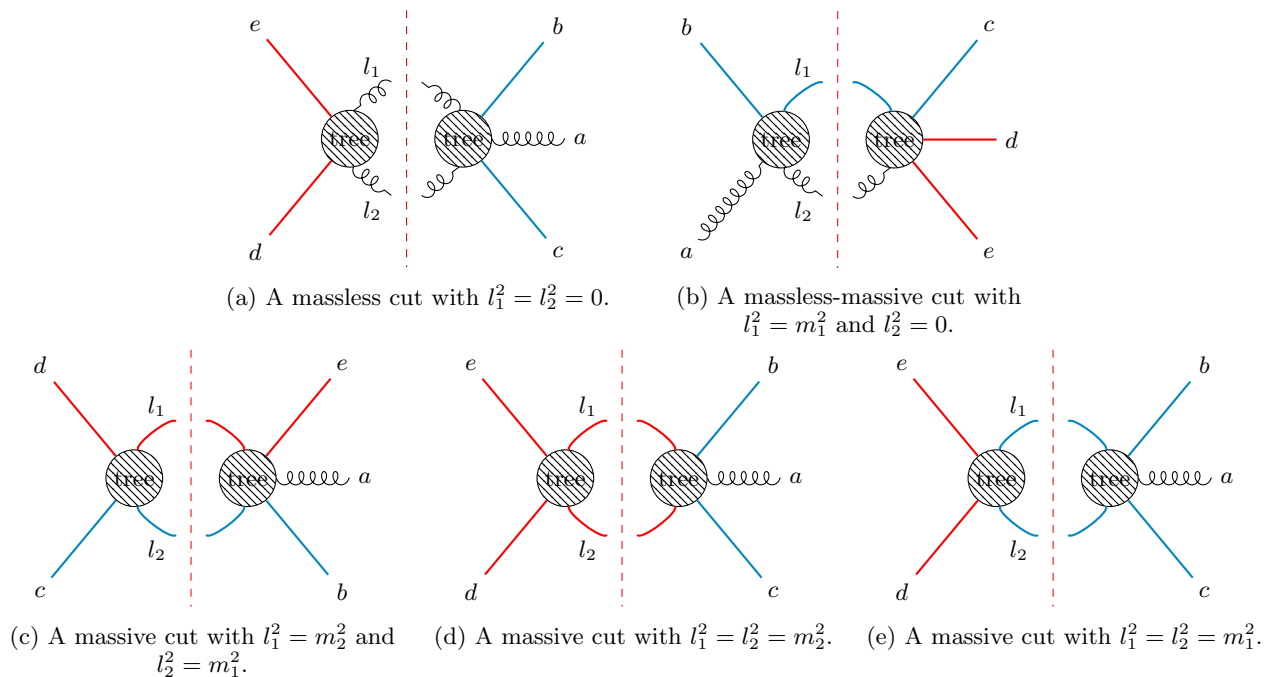 e
b
b
c
l₁
l₁
tree
tree
a
tree
tree
d
l₂
l₂
d
c
a
e
(a) A massless cut with l₁² = l₂² = 0.
(b) A massless-massive cut with
l₁² = m₁² and l₂² = 0.
d
e
e
b
e
b
l₁
l₁
l₁
tree
tree
a
tree
tree
a
tree
tree
a
l₂
l₂
l₂
c
b
d
c
d
c
(c) A massive cut with l₁² = m₂² and
l₂² = m₁².
(d) A massive cut with l₁² = l₂² = m₂².
(e) A massive cut with l₁² = l₂² = m₁².